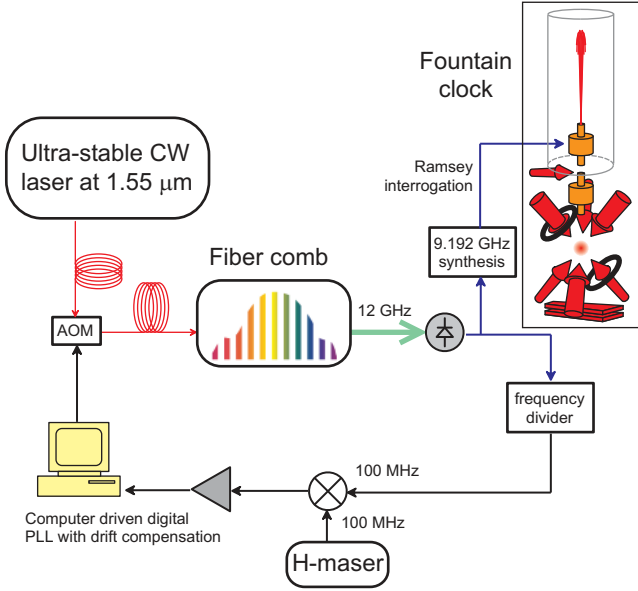 Fountain
clock
Ultra-stable CW
laser at 1.55 μm
Ramsey
interrogation
9.192 GHz
synthesis
Fiber comb
12 GHz
AOM
frequency
divider
100 MHz
100 MHz
Computer driven digital
PLL with drift compensation
H-maser